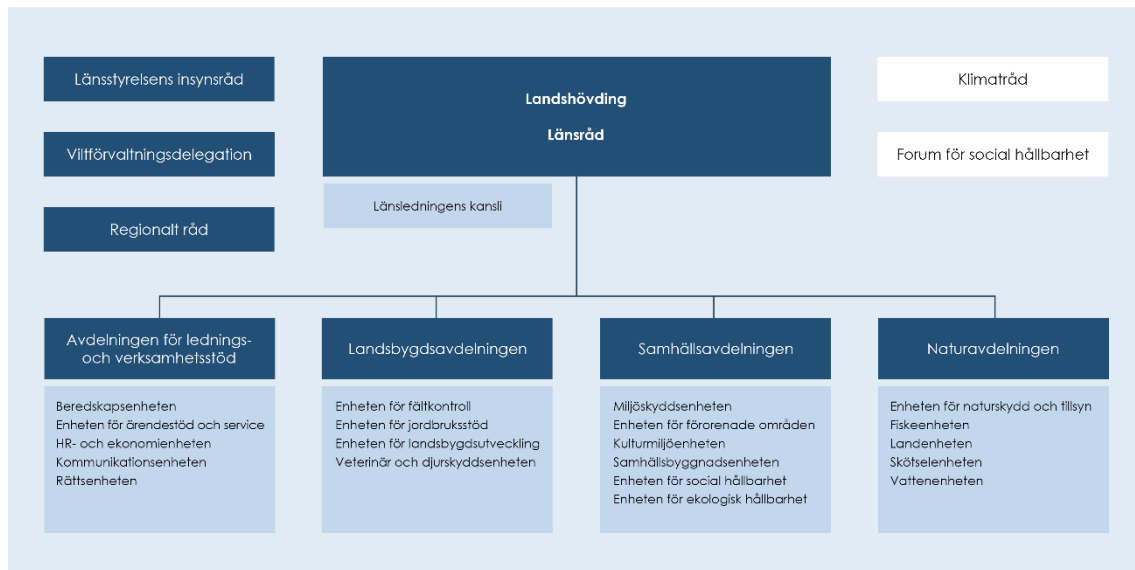 Länsstyrelsens insynsråd
Viltförvaltningsdelegation
Regionalt råd
Landshövding
Länsråd
Länsledningens kansli
Klimatråd
Forum för social hållbarhet
Avdelningen för lednings-
och verksamhetsstöd
Beredskapsenheten
Enheten för ärendestöd och service
HR- och ekonomienheten
Kommunikationsenheten
Rättsenheten
Landsbygdsavdelningen
Enheten för fältkontroll
Enheten för jordbruksstöd
Enheten för landsbygdsutveckling
Veterinär och djurskyddsenheten
Samhällsavdelningen
Miljöskyddsenheten
Enheten för förorenade områden
Kulturmiljöenheten
Samhällsbyggnadsenheten
Enheten för social hållbarhet
Enheten för ekologisk hållbarhet
Naturavdelningen
Enheten för naturskydd och tillsyn
Fiskeenheten
Landenheten
Skötselenheten
Vattenenheten